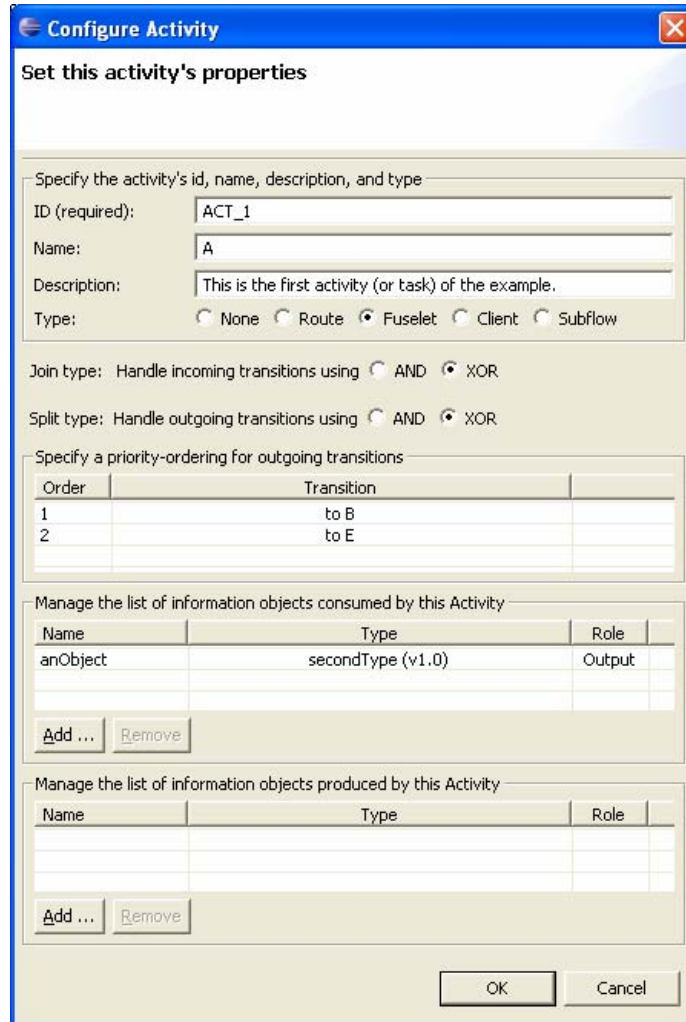 Configure Activity
Set this activity's properties
Specify the activity's id, name, description, and type
ID (required): ACT_1
Name: A
Description: This is the first activity (or task) of the example.
Type: None Route Fuselet Client Subflow
Join type: Handle incoming transitions using AND XOR
Split type: Handle outgoing transitions using AND XOR
Specify a priority-ordering for outgoing transitions
Order Transition
1 to B
2 to E
Manage the list of information objects consumed by this Activity
Name Type Role
anObject secondType (v1.0) Output
Add ... Remove
Manage the list of information objects produced by this Activity
Name Type Role
Add ... Remove
OK Cancel